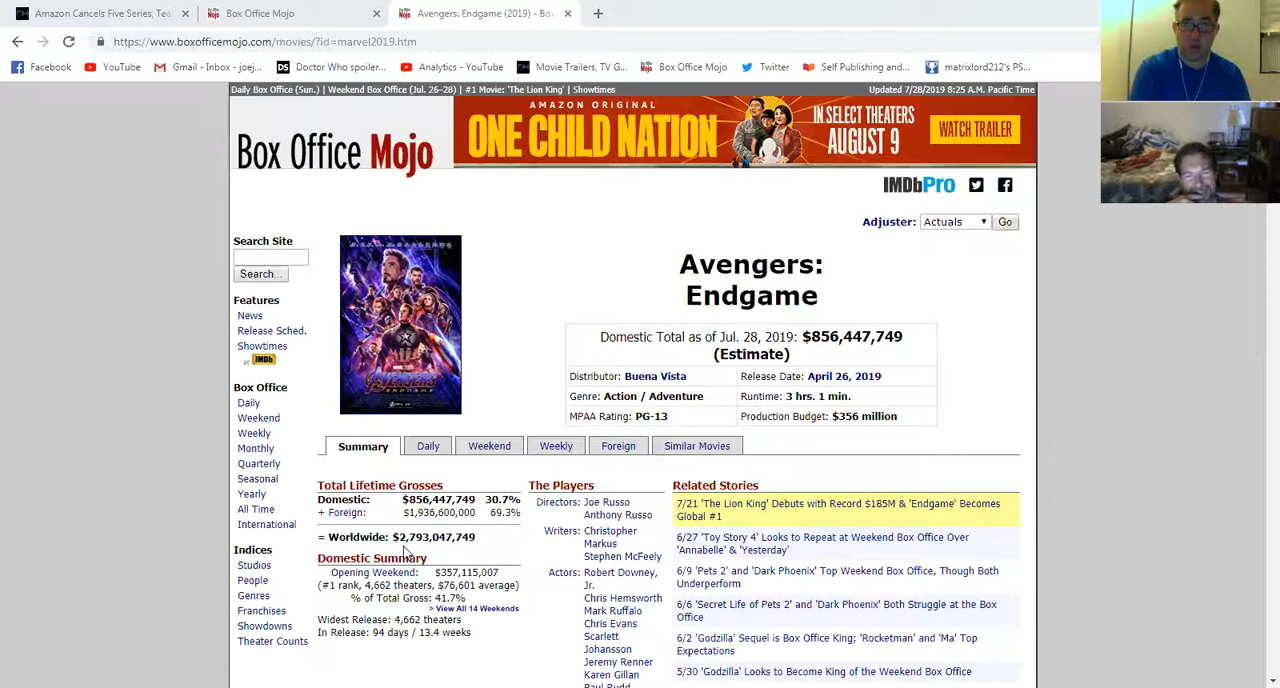 Amazon Cancels Five Series, Tea
Box Office Mojo
Avengers: Endgame (2019) - Bo
https://www.boxofficemojo.com/movies/?id=marvel2019.htm
Facebook YouTube Gmail - Inbox - joej... Doctor Who spoiler... Analytics - YouTube Movie Trailers, TV G... Box Office Mojo Twitter Self Publishing and... matrixlord212's PS...
Daily Box Office (Sun.) | Weekend Box Office (Jul. 26–28) | #1 Movie: 'The Lion King' | Showtimes
Updated 7/28/2019 8:25 A.M. Pacific Time
Box Office Mojo
AMAZON ORIGINAL
ONE CHILD NATION
IN SELECT THEATERS
AUGUST 9
WATCH TRAILER
IMDbPro
Adjuster: Actuals Go
Search Site
Search...
Features
News
Release Sched.
Showtimes
at IMDb
Box Office
Daily
Weekend
Weekly
Monthly
Quarterly
Seasonal
Yearly
All Time
International
Indices
Studios
People
Genres
Franchises
Showdowns
Theater Counts
AVENGERS
ENDGAME
Avengers:
Endgame
Domestic Total as of Jul. 28, 2019: $856,447,749
(Estimate)
Distributor: Buena Vista Release Date: April 26, 2019
Genre: Action / Adventure Runtime: 3 hrs. 1 min.
MPAA Rating: PG-13 Production Budget: $356 million
Summary Daily Weekend Weekly Foreign Similar Movies
Total Lifetime Grosses
Domestic: $856,447,749 30.7%
+ Foreign: $1,936,600,000 69.3%
= Worldwide: $2,793,047,749
Domestic Summary
Opening Weekend: $357,115,007
(#1 rank, 4,662 theaters, $76,601 average)
% of Total Gross: 41.7%
> View All 14 Weekends
Widest Release: 4,662 theaters
In Release: 94 days / 13.4 weeks
The Players
Directors: Joe Russo
Anthony Russo
Writers: Christopher
Markus
Stephen McFeely
Actors: Robert Downey,
Jr.
Chris Hemsworth
Mark Ruffalo
Chris Evans
Scarlett
Johansson
Jeremy Renner
Karen Gillan
Paul Rudd
Related Stories
7/21 'The Lion King' Debuts with Record $185M & 'Endgame' Becomes
Global #1
6/27 'Toy Story 4' Looks to Repeat at Weekend Box Office Over
'Annabelle' & 'Yesterday'
6/9 'Pets 2' and 'Dark Phoenix' Top Weekend Box Office, Though Both
Underperform
6/6 'Secret Life of Pets 2' and 'Dark Phoenix' Both Struggle at the Box
Office
6/2 'Godzilla' Sequel is Box Office King; 'Rocketman' and 'Ma' Top
Expectations
5/30 'Godzilla' Looks to Become King of the Weekend Box Office